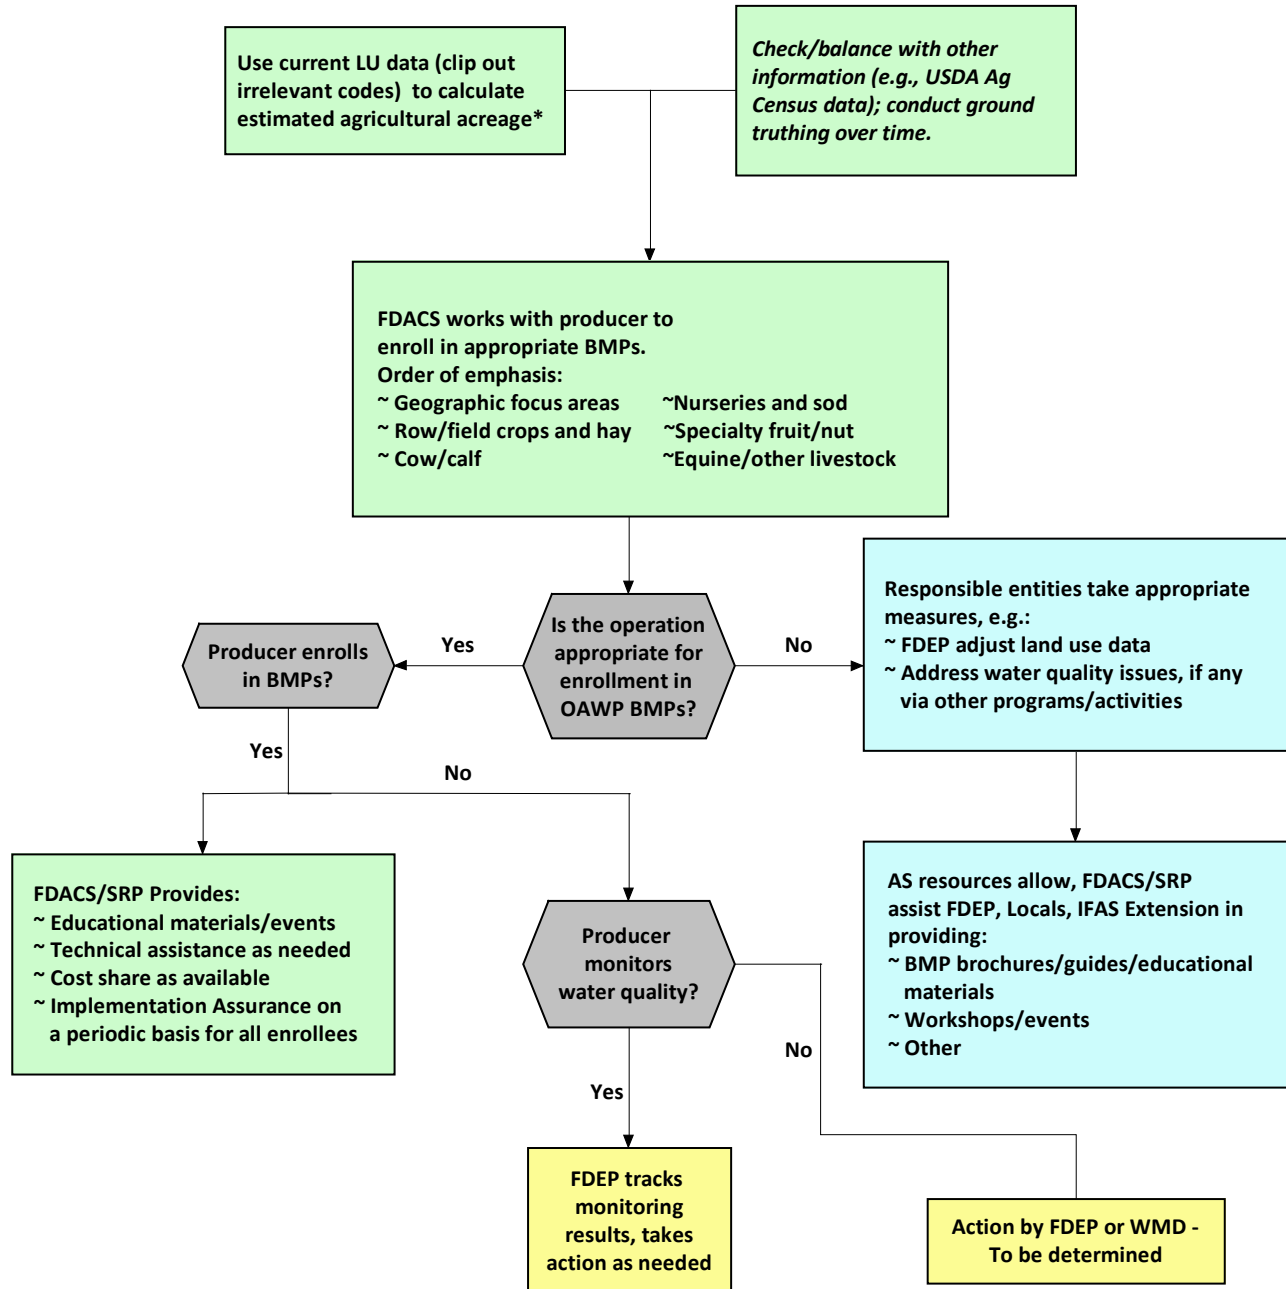 Use current LU data (clip out
irrelevant codes)  to calculate
estimated agricultural acreage*
Check/balance with other
information (e.g., USDA Ag
Census data); conduct ground
truthing over time.
FDACS works with producer to
enroll in appropriate BMPs.
Order of emphasis:
~ Geographic focus areas ~Nurseries and sod
~ Row/field crops and hay ~Specialty fruit/nut
~ Cow/calf ~Equine/other livestock
Producer enrolls
in BMPs?
Yes
Is the operation
appropriate for
enrollment in
OAWP BMPs?
No
Responsible entities take appropriate
measures, e.g.:
~ FDEP adjust land use data
~ Address water quality issues, if any
via other programs/activities
Yes
No
FDACS/SRP Provides:
~ Educational materials/events
~ Technical assistance as needed
~ Cost share as available
~ Implementation Assurance on
a periodic basis for all enrollees
Producer
monitors
water quality?
AS resources allow, FDACS/SRP
assist FDEP, Locals, IFAS Extension in
providing:
~ BMP brochures/guides/educational
materials
~ Workshops/events
~ Other
Yes
No
FDEP tracks
monitoring
results, takes
action as needed
Action by FDEP or WMD -
To be determined